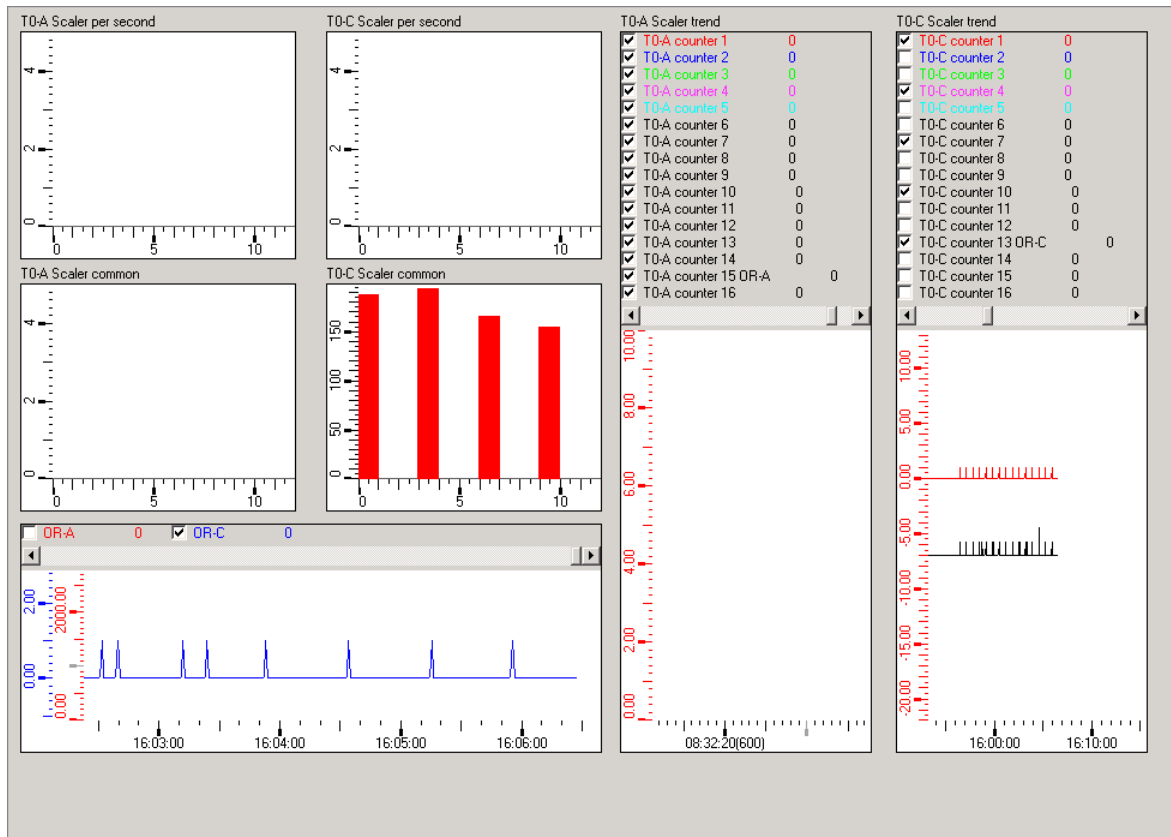 T0-A Scaler per second
4
2
0
0 5 10
T0-C Scaler per second
4
2
0
0 5 10
T0-A Scaler common
4
2
0
0 5 10
T0-C Scaler common
150
100
50
0
0 5 10
OR-A 0 OR-C 0
2.00
0.00
2000.00
0.00
16:03:00 16:04:00 16:05:00 16:06:00
T0-A Scaler trend
T0-A counter 1 0
T0-A counter 2 0
T0-A counter 3 0
T0-A counter 4 0
T0-A counter 5 0
T0-A counter 6 0
T0-A counter 7 0
T0-A counter 8 0
T0-A counter 9 0
T0-A counter 10 0
T0-A counter 11 0
T0-A counter 12 0
T0-A counter 13 0
T0-A counter 14 0
T0-A counter 15 OR-A 0
T0-A counter 16 0
10.00
8.00
6.00
4.00
2.00
0.00
08:32:20(600)
T0-C Scaler trend
T0-C counter 1 0
T0-C counter 2 0
T0-C counter 3 0
T0-C counter 4 0
T0-C counter 5 0
T0-C counter 6 0
T0-C counter 7 0
T0-C counter 8 0
T0-C counter 9 0
T0-C counter 10 0
T0-C counter 11 0
T0-C counter 12 0
T0-C counter 13 OR-C 0
T0-C counter 14 0
T0-C counter 15 0
T0-C counter 16 0
10.00
5.00
0.00
-5.00
-10.00
-15.00
-20.00
16:00:00 16:10:00